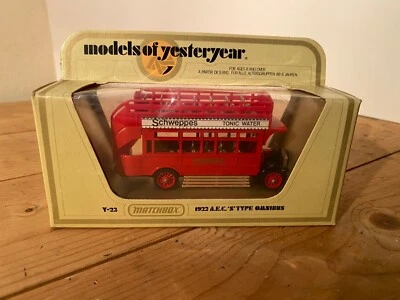 models of yesteryear
FOR AGES 8 AND OVER
Schweppes TONIC WATER
Y-23 MATCHBOX 1922 A.E.C. 'S' TYPE OMNIBUS